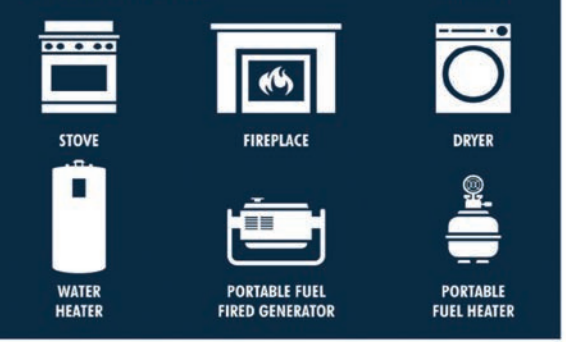 STOVE
FIREPLACE
DRYER
WATER
HEATER
PORTABLE FUEL
FIRED GENERATOR
PORTABLE
FUEL HEATER